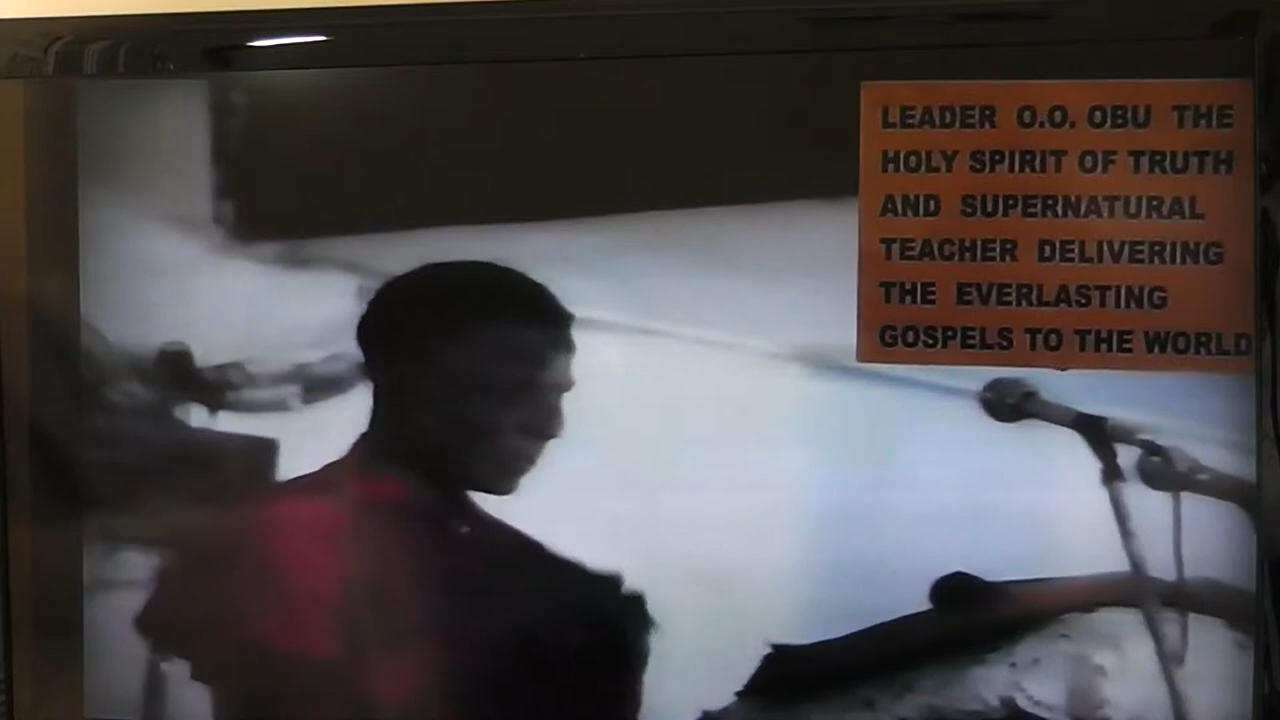 LEADER O.O. OBU THE
HOLY SPIRIT OF TRUTH
AND SUPERNATURAL
TEACHER DELIVERING
THE EVERLASTING
GOSPELS TO THE WORLD